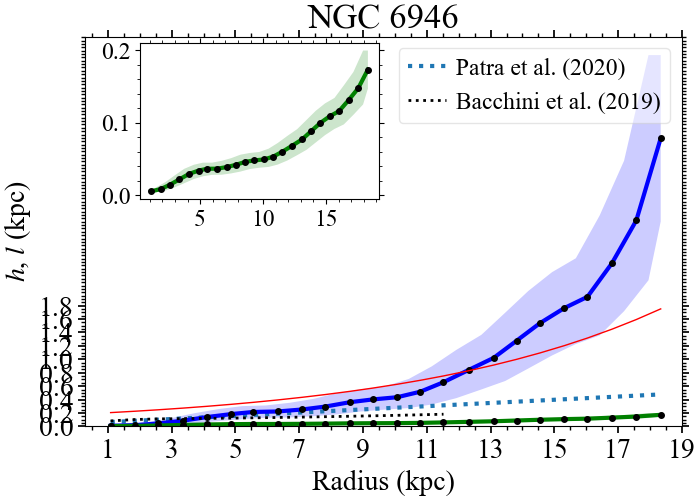 NGC 6946
0.2
0.1
0.0
5 10 15
Patra et al. (2020)
Bacchini et al. (2019)
h, l (kpc)
1.8
1.6
1.4
1.2
1.0
0.8
0.6
0.4
0.2
0.0
1 3 5 7 9 11 13 15 17 19
Radius (kpc)